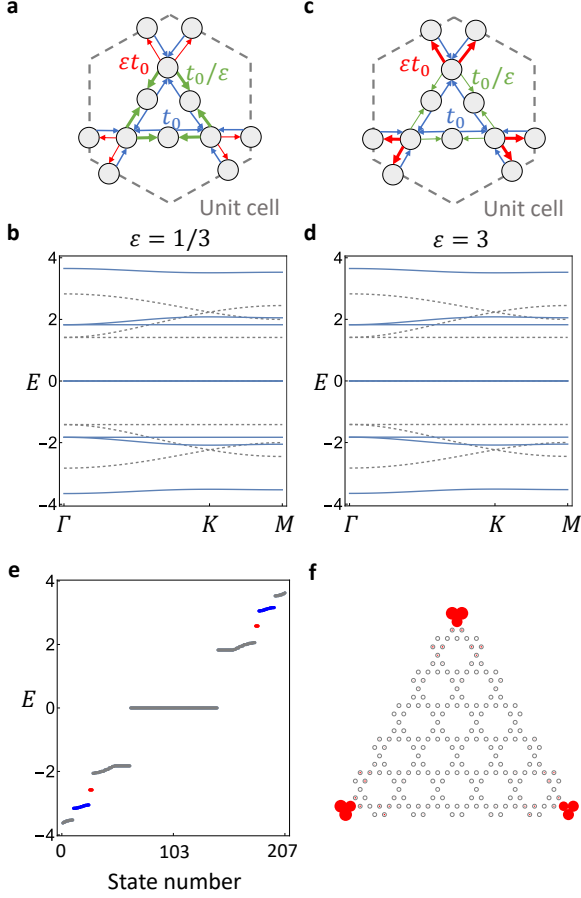 a
c
εt₀
t₀/ε
t₀
Unit cell
εt₀
t₀/ε
t₀
Unit cell
b
ε = 1/3
d
ε = 3
4
2
E
0
−2
−4
Γ
K
M
4
2
E
0
−2
−4
Γ
K
M
e
f
4
2
E
0
−2
−4
0
103
207
State number